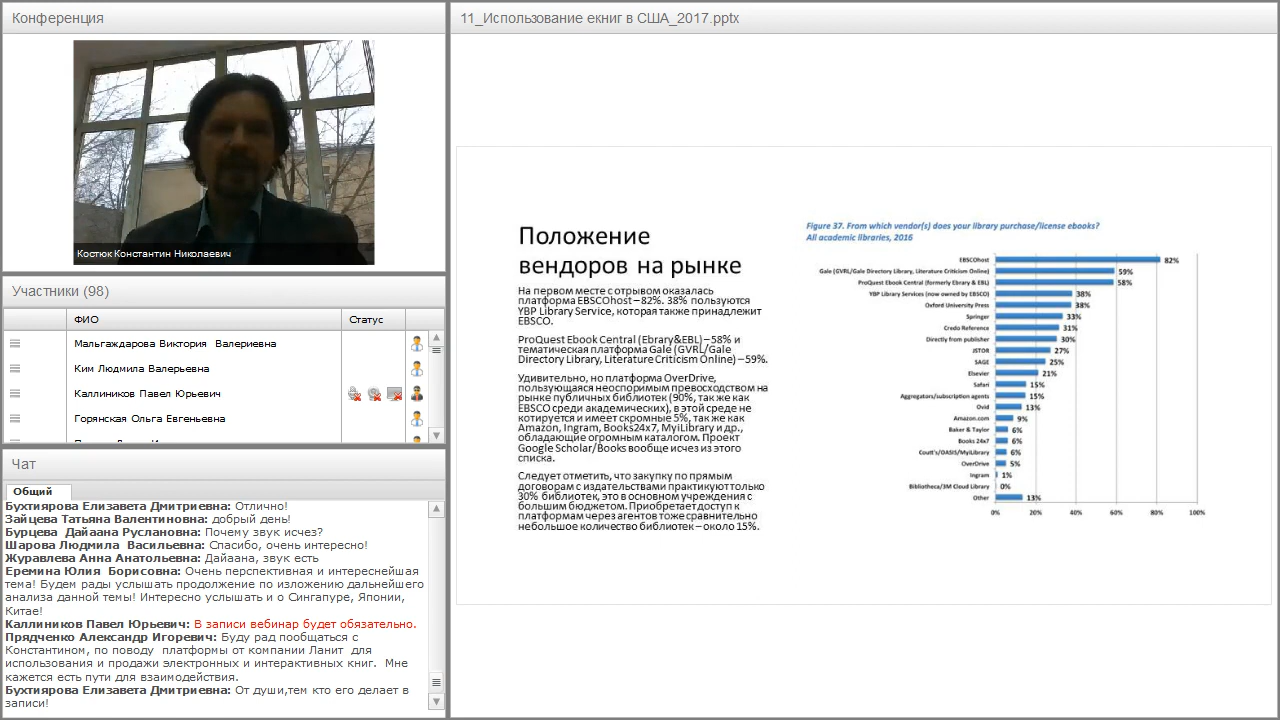 Конференция
Костюк Константин Николаевич
Участники (98)
ФИО
Статус
Мальгаждарова Виктория Валериевна
Ким Людмила Валерьевна
Каллиников Павел Юрьевич
Горянская Ольга Евгеньевна
Чат
Общий
Бухтиярова Елизавета Дмитриевна: Отлично!
Зайцева Татьяна Валентиновна: добрый день!
Бурцева Дайаана Руслановна: Почему звук исчез?
Шарова Людмила Васильевна: Спасибо, очень интересно!
Журавлева Анна Анатольевна: Дайаана, звук есть
Еремина Юлия Борисовна: Очень перспективная и интереснейшая
тема! Будем рады услышать продолжение по изложению дальнейшего
анализа данной темы! Интересно услышать и о Сингапуре, Японии,
Китае!
Каллиников Павел Юрьевич: В записи вебинар будет обязательно.
Прядченко Александр Игоревич: Буду рад пообщаться с
Константином, по поводу платформы от компании Ланит для
использования и продажи электронных и интерактивных книг. Мне
кажется есть пути для взаимодействия.
Бухтиярова Елизавета Дмитриевна: От души,тем кто его делает в
записи!
11_Использование екниг в США_2017.pptx
Положение
вендоров на рынке
На первом месте с отрывом оказалась
платформа EBSCOhost – 82%. 38% пользуются
YBP Library Service, которая также принадлежит
EBSCO.
ProQuest Ebook Central (Ebrary&EBL) – 58% и
тематическая платформа Gale (GVRL/Gale
Directory Library, Literature Criticism Online) – 59%.
Удивительно, но платформа OverDrive,
пользующаяся неоспоримым превосходством на
рынке публичных библиотек (90%, так же как
EBSCO среди академических), в этой среде не
котируется и имеет скромные 5%, так же как
Amazon, Ingram, Books24x7, MyiLibrary и др.,
обладающие огромным каталогом. Проект
Google Scholar/Books вообще исчез из этого
списка.
Следует отметить, что закупку по прямым
договорам с издательствами практикуют только
30% библиотек, это в основном учреждения с
большим бюджетом. Приобретает доступ к
платформам через агентов тоже сравнительно
небольшое количество библиотек – около 15%.
Figure 37. From which vendor(s) does your library purchase/license ebooks?
All academic libraries, 2016
EBSCOhost 82%
Gale (GVRL/Gale Directory Library, Literature Criticism Online) 59%
ProQuest Ebook Central (formerly Ebrary & EBL) 58%
YBP Library Services (now owned by EBSCO) 38%
Oxford University Press 38%
Springer 33%
Credo Reference 31%
Directly from publisher 30%
JSTOR 27%
SAGE 25%
Elsevier 21%
Safari 15%
Aggregators/subscription agents 15%
Ovid 13%
Amazon.com 9%
Baker & Taylor 6%
Books 24x7 6%
Coutt's/OASIS/MyiLibrary 6%
OverDrive 5%
Ingram 1%
Bibliotheca/3M Cloud Library 0%
Other 13%
0% 20% 40% 60% 80% 100%